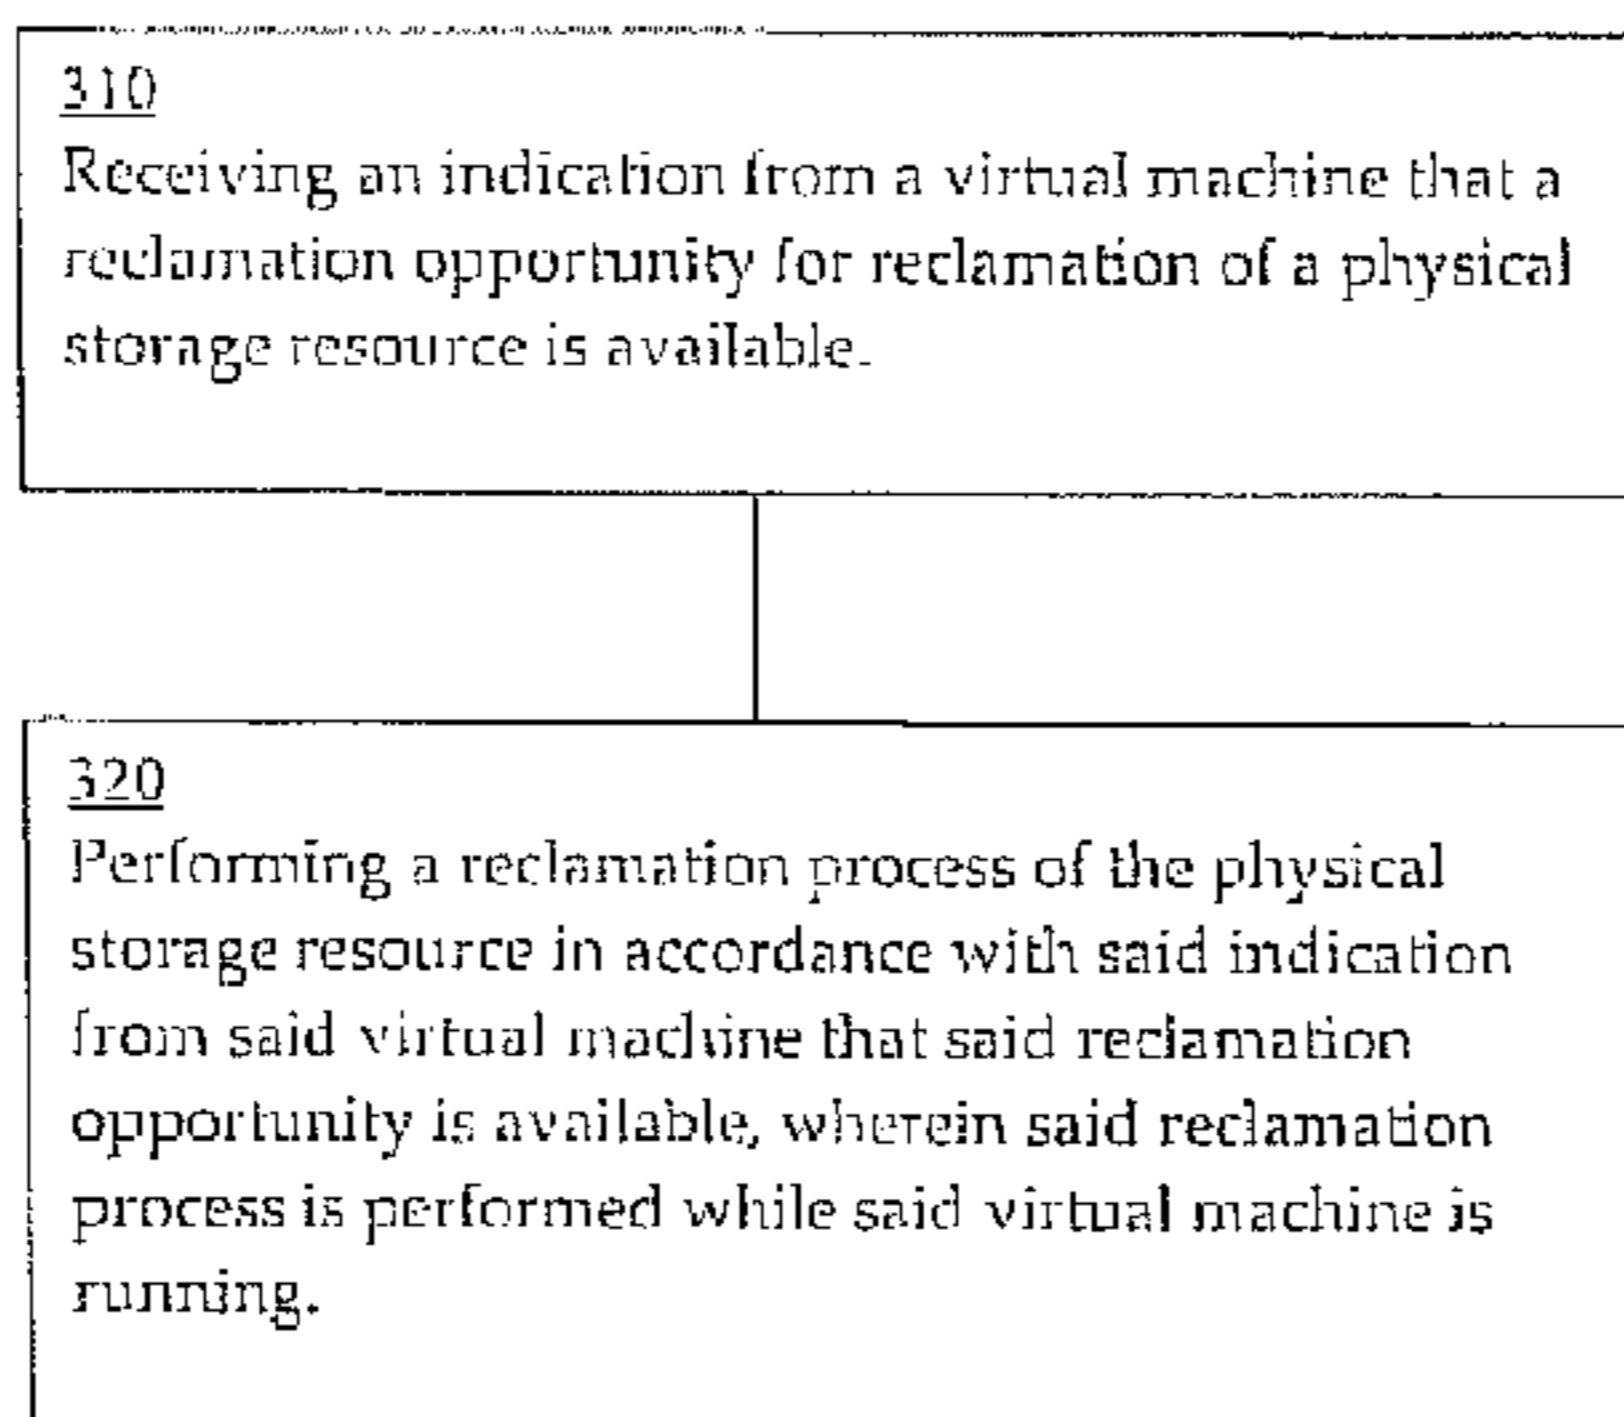 310
Receiving an indication from a virtual machine that a
reclamation opportunity for reclamation of a physical
storage resource is available.
320
Performing a reclamation process of the physical
storage resource in accordance with said indication
from said virtual machine that said reclamation
opportunity is available, wherein said reclamation
process is performed while said virtual machine is
running.